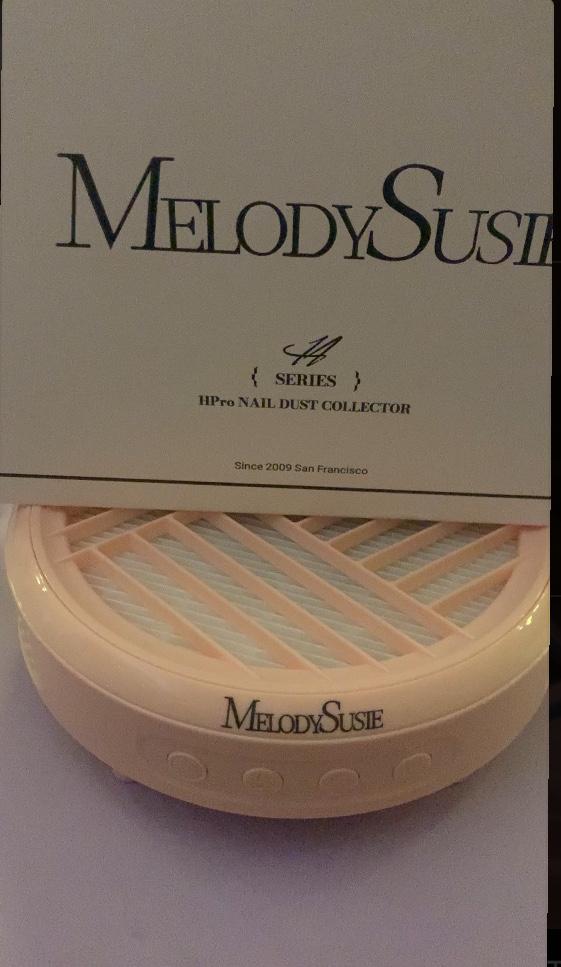 MELODYSUSIE
H
{ SERIES }
HPro NAIL DUST COLLECTOR
Since 2009 San Francisco
MELODYSUSIE